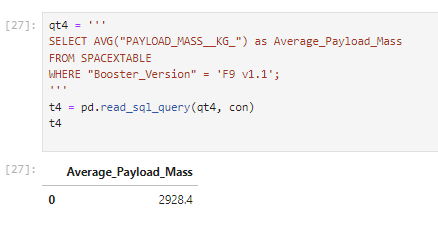 [27]: qt4 = '''
SELECT AVG("PAYLOAD_MASS__KG_") as Average_Payload_Mass
FROM SPACEXTABLE
WHERE "Booster_Version" = 'F9 v1.1';
'''
t4 = pd.read_sql_query(qt4, con)
t4
[27]:
Average_Payload_Mass
0 2928.4